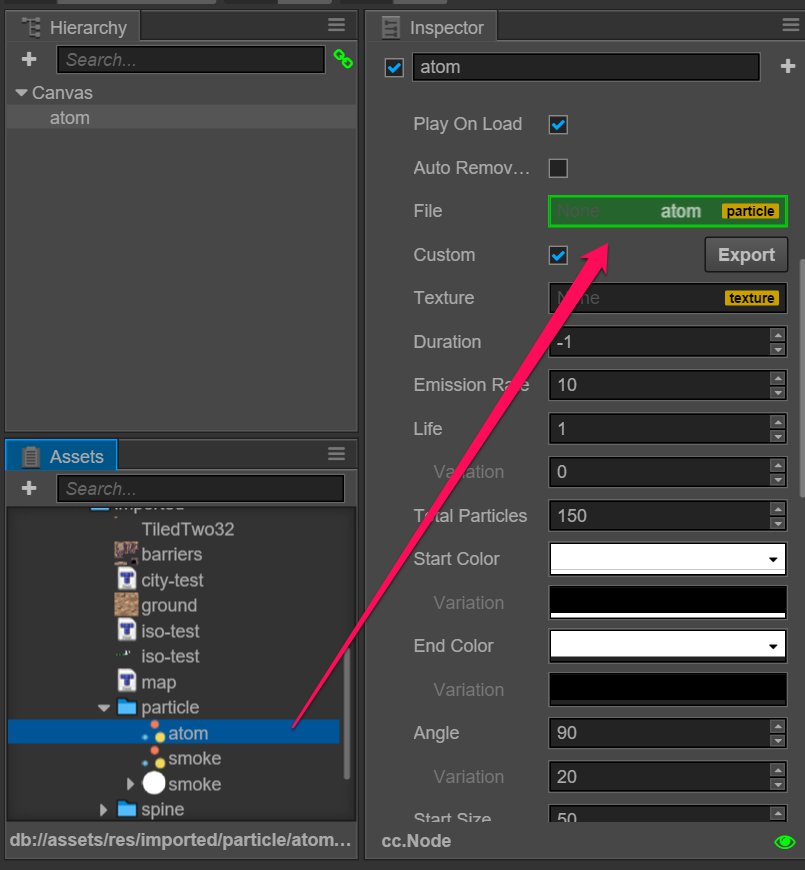 Hierarchy
Search...
Canvas
atom
Assets
Search...
imported
TiledTwo32
barriers
city-test
ground
iso-test
iso-test
map
particle
atom
smoke
smoke
spine
db://assets/res/imported/particle/atom...
Inspector
atom
Play On Load
Auto Remov...
File None atom particle
Custom Export
Texture None texture
Duration -1
Emission Rate 10
Life 1
Variation 0
Total Particles 150
Start Color
Variation
End Color
Variation
Angle 90
Variation 20
Start Size 50
cc.Node